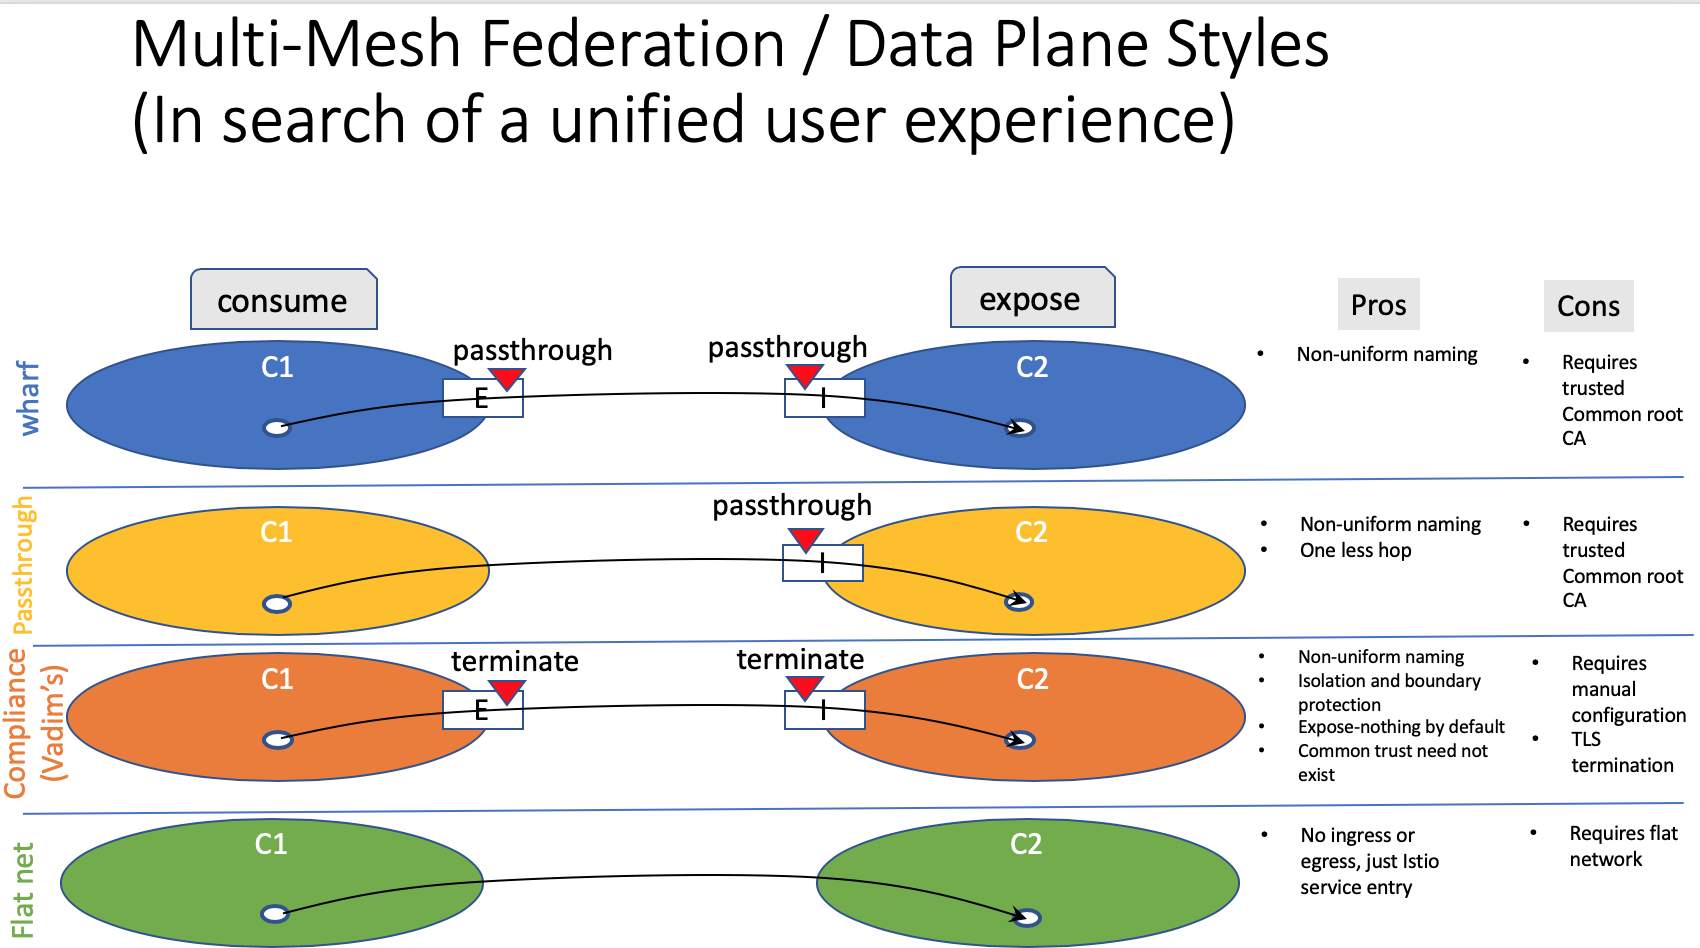 Multi-Mesh Federation / Data Plane Styles
(In search of a unified user experience)
consume
expose
Pros
Cons
wharf
C1
passthrough
E
passthrough
I
C2
• Non-uniform naming
• Requires
trusted
Common root
CA
Passthrough
C1
passthrough
I
C2
• Non-uniform naming
• One less hop
• Requires
trusted
Common root
CA
Compliance
(Vadim's)
C1
terminate
E
terminate
I
C2
• Non-uniform naming
• Isolation and boundary
protection
• Expose-nothing by default
• Common trust need not
exist
• Requires
manual
configuration
• TLS
termination
Flat net
C1
C2
• No ingress or
egress, just Istio
service entry
• Requires flat
network